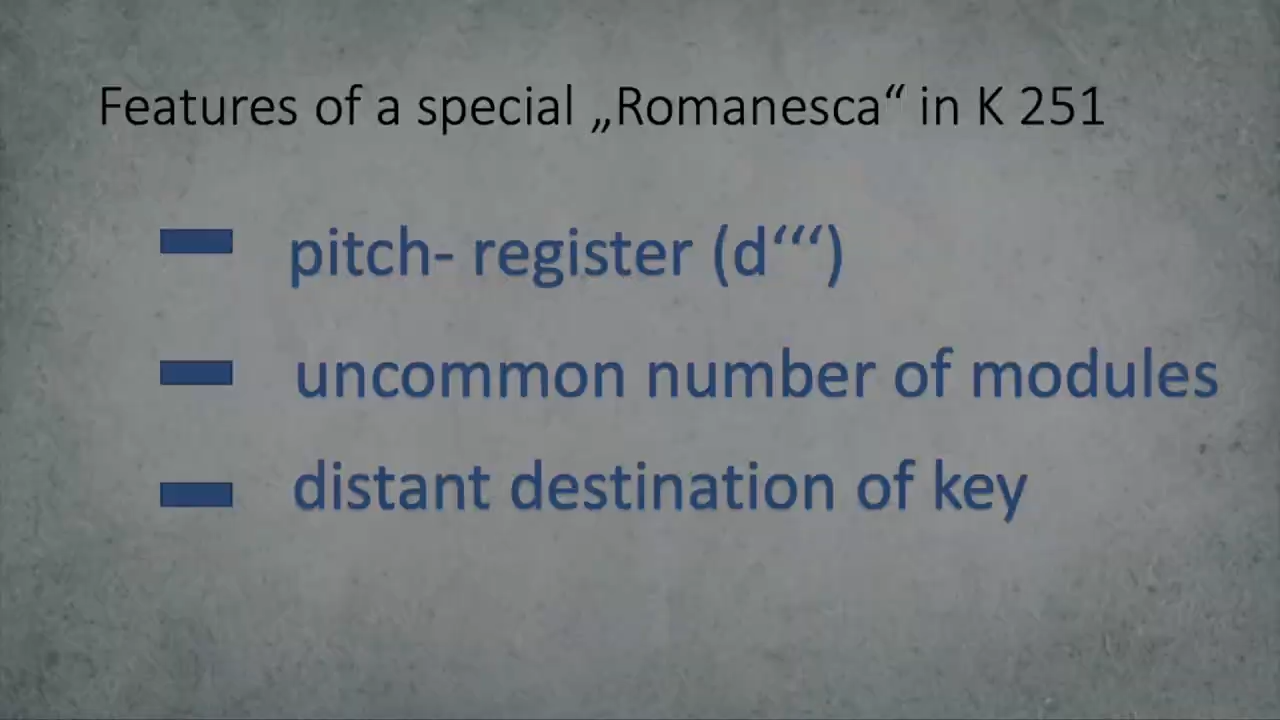 Features of a special „Romanesca“ in K 251
pitch- register (d‘‘‘)
uncommon number of modules
distant destination of key